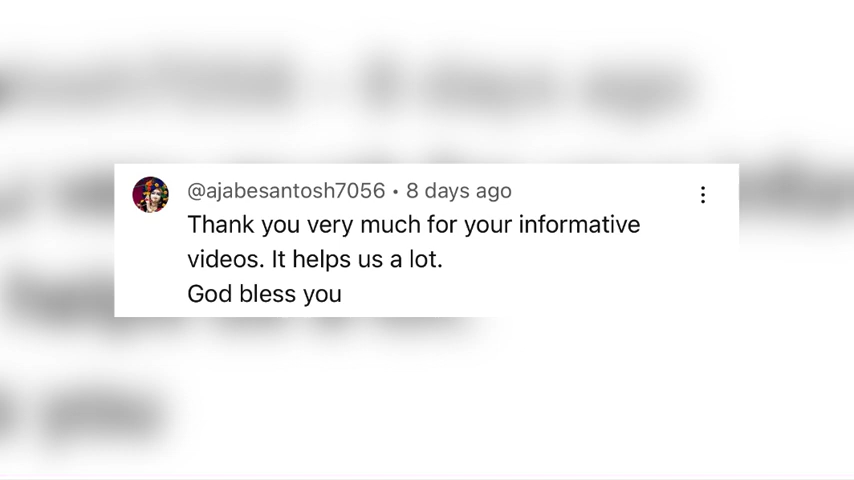 @ajabesantosh7056 • 8 days ago
Thank you very much for your informative
videos. It helps us a lot.
God bless you